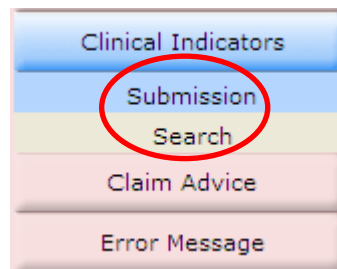 Clinical Indicators
Submission
Search
Claim Advice
Error Message